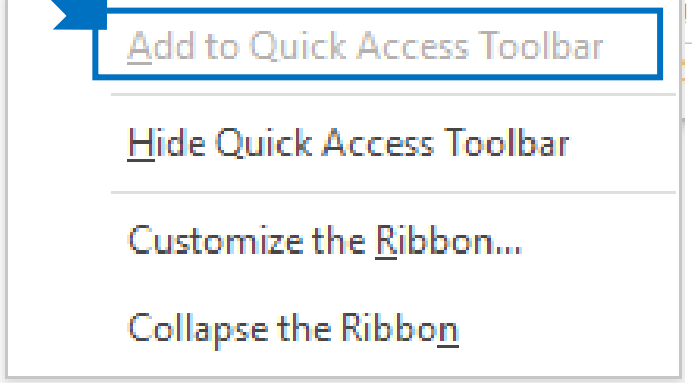 Add to Quick Access Toolbar
Hide Quick Access Toolbar
Customize the Ribbon...
Collapse the Ribbon